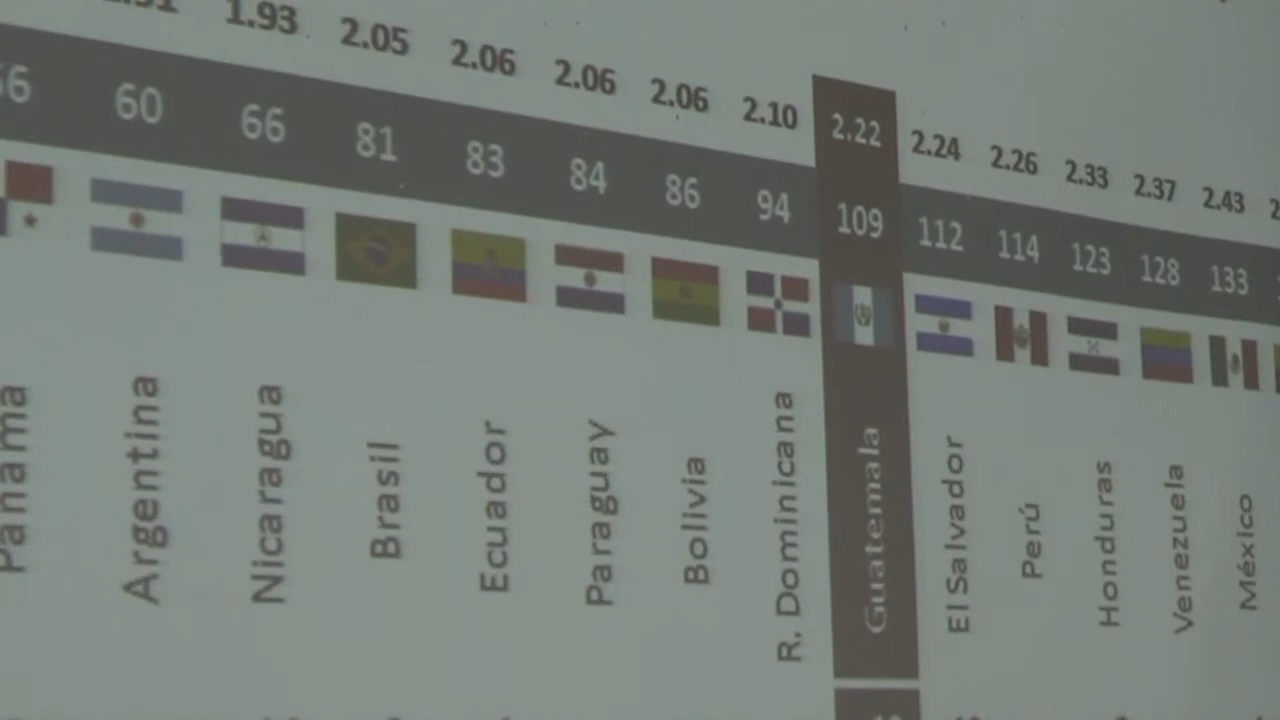 1.93 2.05 2.06 2.06 2.06 2.10 2.22 2.24 2.26 2.33 2.37 2.43
60 66 81 83 84 86 94 109 112 114 123 128 133
Panamá Argentina Nicaragua Brasil Ecuador Paraguay Bolivia R. Dominicana Guatemala El Salvador Perú Honduras Venezuela México